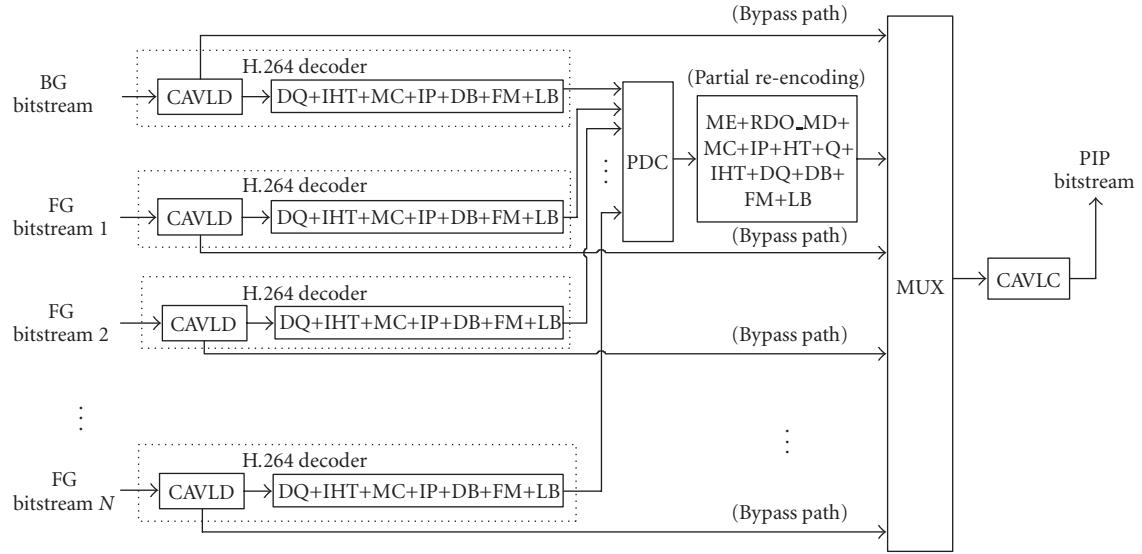 (Bypass path)
BG
bitstream
H.264 decoder
CAVLD
DQ+IHT+MC+IP+DB+FM+LB
(Partial re-encoding)
ME+RDO_MD+
MC+IP+HT+Q+
IHT+DQ+DB+
FM+LB
PDC
PIP
bitstream
FG
bitstream 1
H.264 decoder
CAVLD
DQ+IHT+MC+IP+DB+FM+LB
(Bypass path)
MUX
CAVLC
FG
bitstream 2
H.264 decoder
CAVLD
DQ+IHT+MC+IP+DB+FM+LB
(Bypass path)
FG
bitstream N
H.264 decoder
CAVLD
DQ+IHT+MC+IP+DB+FM+LB
(Bypass path)